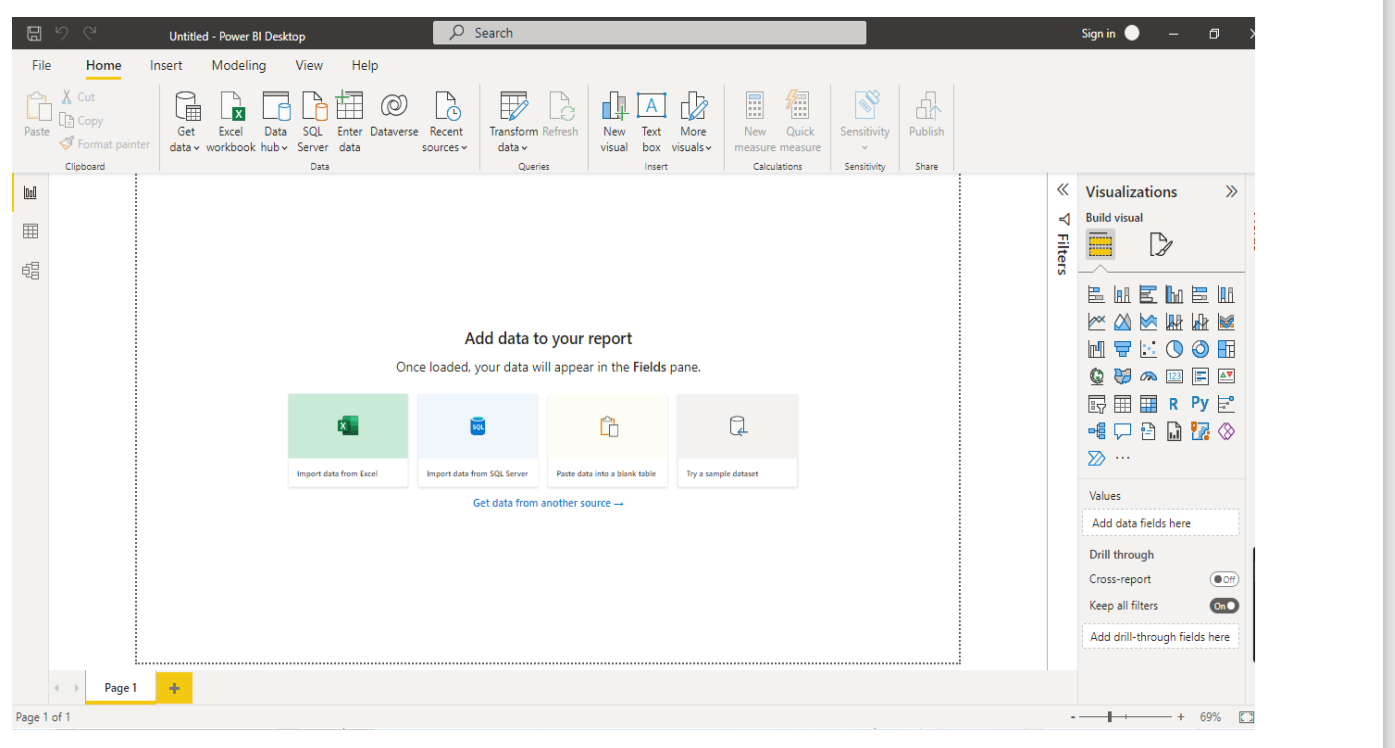 Untitled - Power BI Desktop
Search
Sign in
File Home Insert Modeling View Help
Paste
Cut
Copy
Format painter
Clipboard
Get data
Excel workbook
Data hub
SQL Server
Enter data
Dataverse
Recent sources
Data
Transform data
Refresh
Queries
New visual
Text box
More visuals
Insert
New measure
Quick measure
Calculations
Sensitivity
Sensitivity
Publish
Share
Filters
Visualizations
Build visual
123
R
Py
Add data to your report
Once loaded, your data will appear in the Fields pane.
SQL
Import data from Excel
Import data from SQL Server
Paste data into a blank table
Try a sample dataset
Get data from another source →
Values
Add data fields here
Drill through
Cross-report
Off
Keep all filters
On
Add drill-through fields here
Page 1
+
Page 1 of 1
- + 69%